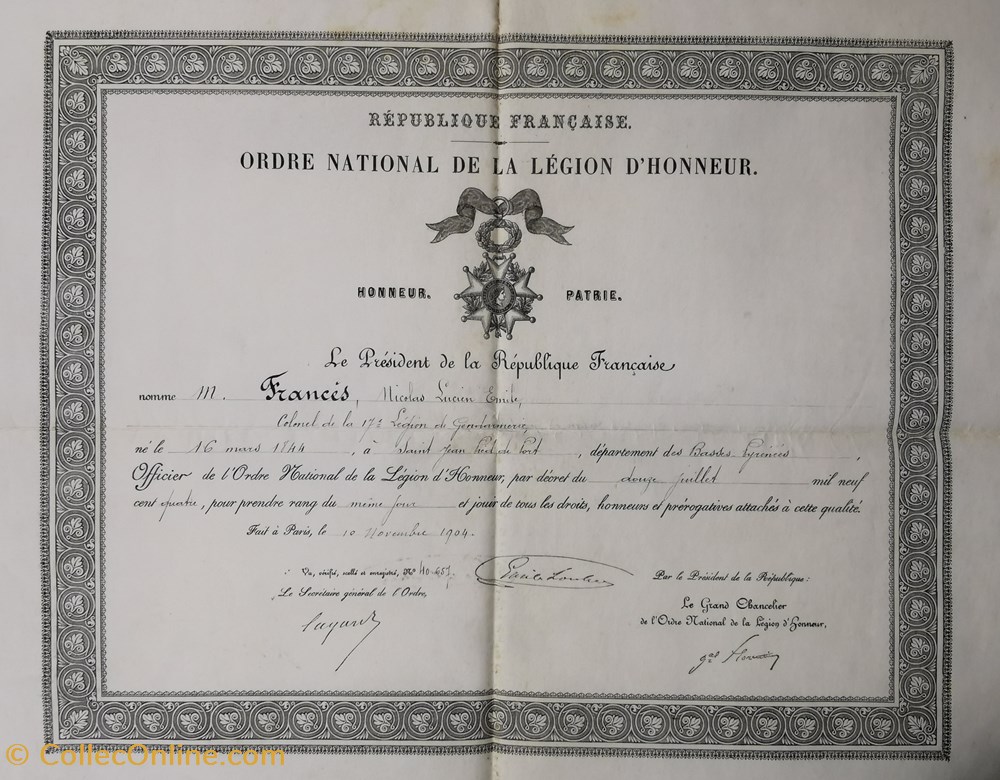 RÉPUBLIQUE FRANÇAISE.
ORDRE NATIONAL DE LA LÉGION D'HONNEUR.
HONNEUR. PATRIE.
Le Président de la République Française
nomme M. Francés, Nicolas Lucien Emile,
Colonel de la 17e Légion de Gendarmerie
né le 16 mars 1844, à Saint Jean Pied de Port, département des Basses-Pyrénées,
Officier de l'Ordre National de la Légion d'Honneur, par décret du douze juillet mil neuf
cent quatre, pour prendre rang du même jour et jouir de tous les droits, honneurs et prérogatives attachés à cette qualité.
Fait à Paris, le 10 Novembre 1904.
Vu, vérifié, scellé et enregistré, No 40.657.
Emile Loubet
Par le Président de la République:
Le Secrétaire général de l'Ordre,
Le Grand Chancelier
de l'Ordre National de la Légion d'Honneur,
gal
© CollecOnline.com